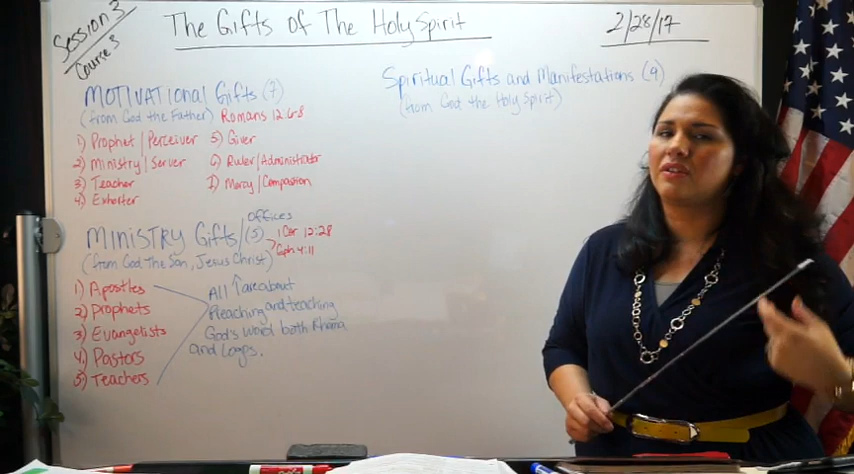 Session 3
Course 3
The Gifts of The Holy Spirit
2/28/17
MOTIVATIONAL Gifts (7)
(from God the Father) Romans 12:6-8
1) Prophet/Perceiver 5) Giver
2) Ministry/Server 6) Ruler/Administrator
3) Teacher 7) Mercy/Compassion
4) Exhorter
Spiritual Gifts and Manifestations (9)
(from God the Holy Spirit)
MINISTRY Gifts/offices (5) 1 Cor 12:28
Eph 4:11
(from God The Son, Jesus Christ)
1) Apostles
2) Prophets
3) Evangelists
4) Pastors
5) Teachers
All are about
Preaching and teaching
God's word both Rhema
and Logos.